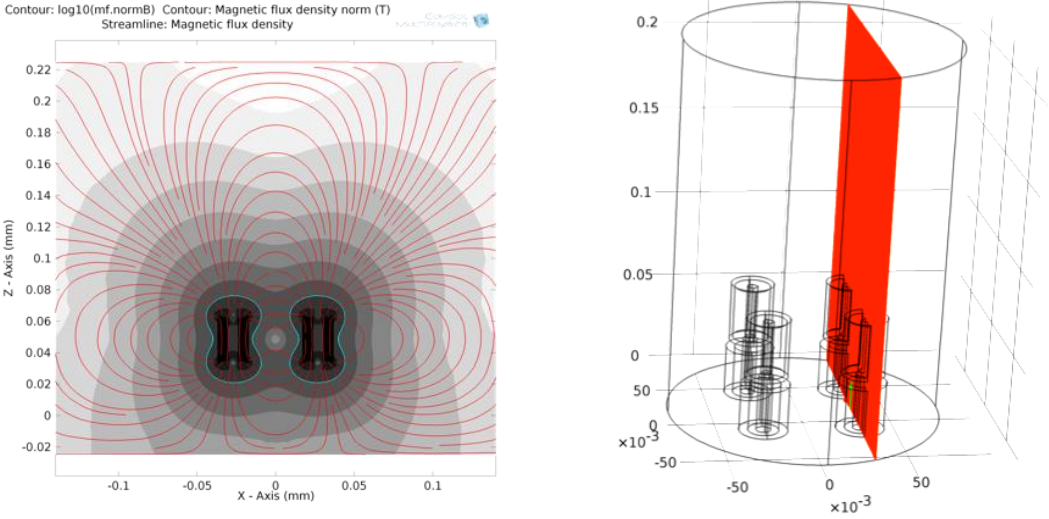 Contour: log10(mf.normB) Contour: Magnetic flux density norm (T)
Streamline: Magnetic flux density
COMSOL
MULTIPHYSICS
0.22
0.2
0.18
0.16
0.14
0.12
0.1
0.08
0.06
0.04
0.02
0
-0.02
Z - Axis (mm)
-0.1 -0.05 0 0.05 0.1
X - Axis (mm)
0.2
0.15
0.1
0.05
0
50
0
×10⁻³
-50
-50 0 50
×10⁻³